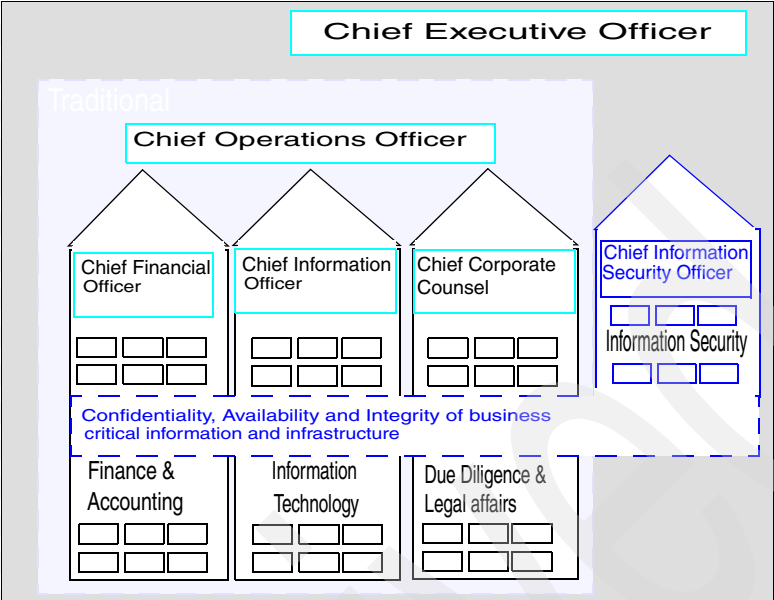 Chief Executive Officer
Traditional
Chief Operations Officer
Chief Financial
Officer
Chief Information
Officer
Chief Corporate
Counsel
Chief Information
Security Officer
Information Security
Confidentiality, Availability and Integrity of business
critical information and infrastructure
Finance &
Accounting
Information
Technology
Due Diligence &
Legal affairs